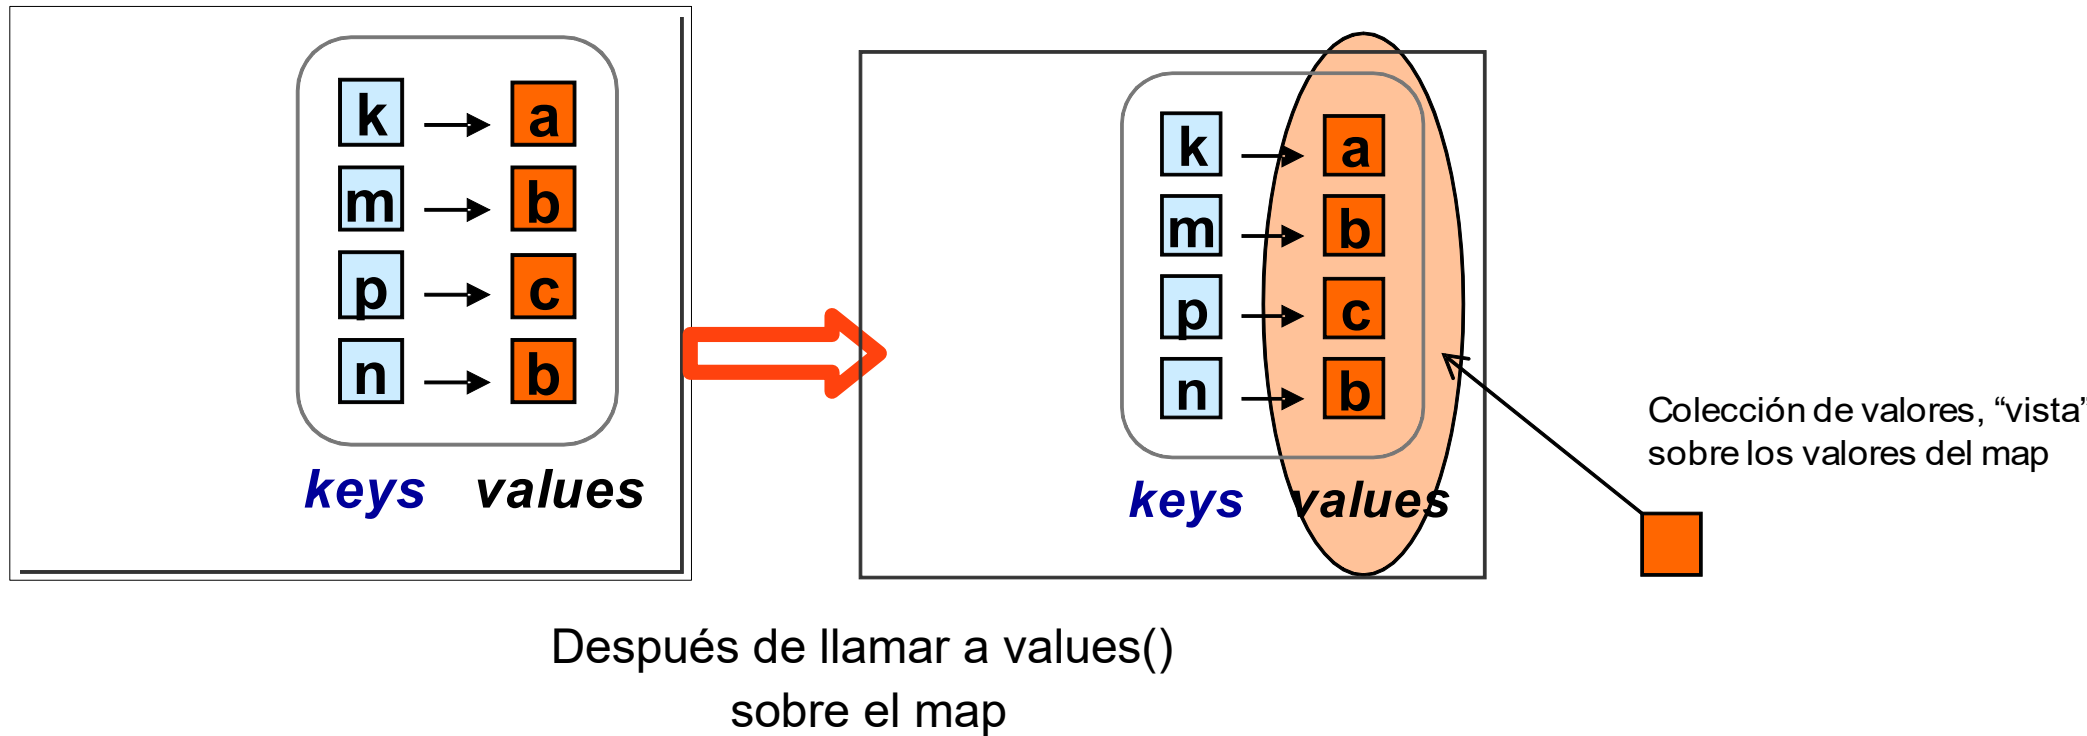 k a
m b
p c
n b
keys values
k a
m b
p c
n b
keys values
Colección de valores, “vista”
sobre los valores del map
Después de llamar a values()
sobre el map